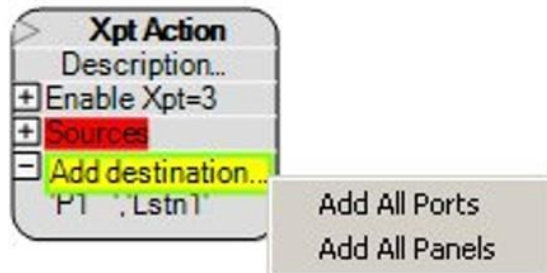 Xpt Action
Description...
Enable Xpt=3
Sources
Add destination...
'P1 ','Lstn1'
Add All Ports
Add All Panels